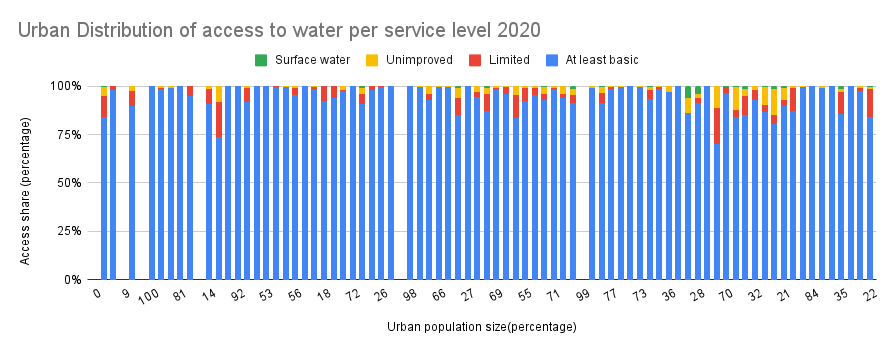 Urban Distribution of access to water per service level 2020
Surface water Unimproved Limited At least basic
100%
75%
50%
25%
0%
Access share (percentage)
0 9 100 81 14 92 53 56 18 72 26 98 66 27 69 55 71 99 77 73 36 28 70 32 21 84 35 22
Urban population size(percentage)